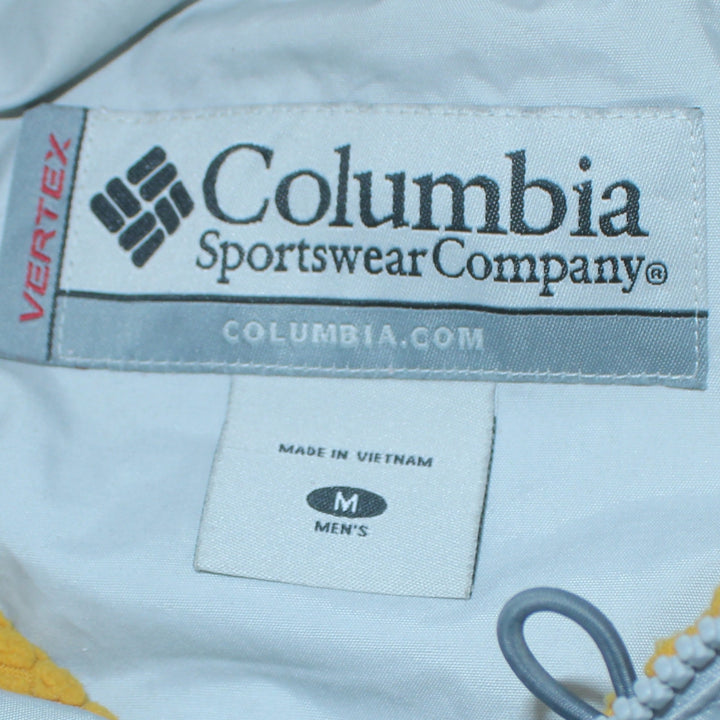 VERTEX
Columbia
Sportswear Company®
COLUMBIA.COM
MADE IN VIETNAM
M
MEN'S